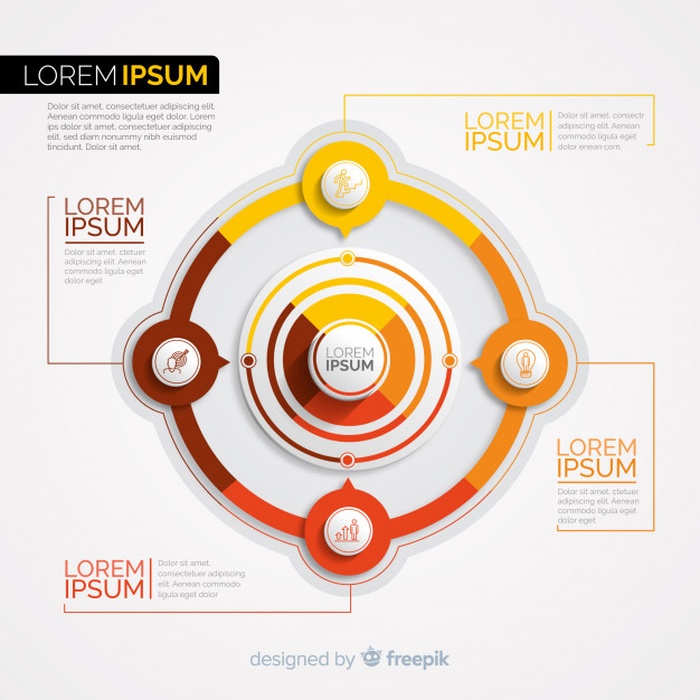 LOREM IPSUM
Dolor sit amet, consectetuer adipiscing elit.
Aenean commodo ligula eget dolor. Lorem
ips dolor si amet, consectetuer adipiscing
elit, sed diam nonummy nibh euismod
tincidunt. Dolor sit amet.
LOREM
IPSUM
Dolor sit amet, consectr
adipiscing elit. Aenean
commodo ligula eget
dolor enean com.
LOREM
IPSUM
Dolor sit amet, ctetuer
adipiscing elit. Aenean
commodo ligula eget
dolor eget
LOREM
IPSUM
LOREM
IPSUM
Dolor sit amet, ctetuer
adipiscing elit. Aenean
commodo ligula eget
dolor eget
LOREM
IPSUM
Dolor sit amet,
consectetuer adipiscing
elit. Aenean commodo
ligula eget dolor
designed by freepik